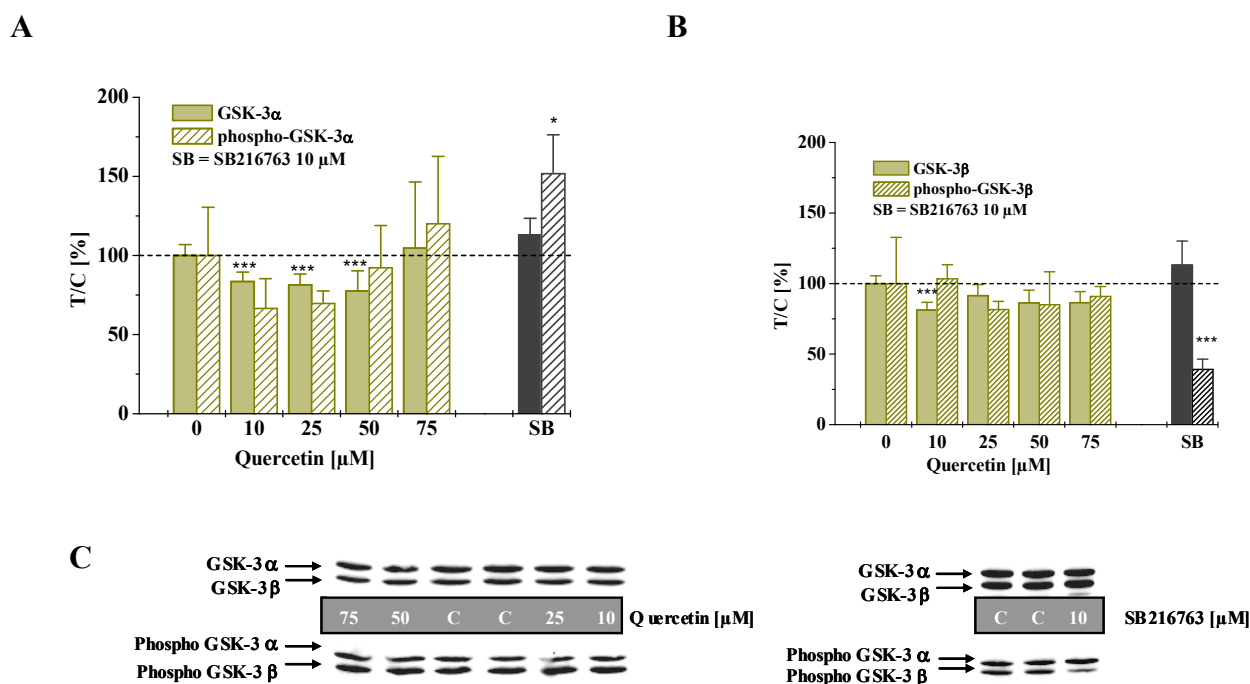 A
200
150
100
50
0
T/C [%]
GSK-3α
phospho-GSK-3α
SB = SB216763 10 µM
***
***
***
*
0 10 25 50 75 SB
Quercetin [µM]
B
200
150
100
50
0
T/C [%]
GSK-3β
phospho-GSK-3β
SB = SB216763 10 µM
***
***
0 10 25 50 75 SB
Quercetin [µM]
C
GSK-3α
GSK-3β
75 50 C C 25 10 Quercetin [µM]
Phospho GSK-3 α
Phospho GSK-3 β
GSK-3α
GSK-3β
C C 10 SB216763 [µM]
Phospho GSK-3 α
Phospho GSK-3 β